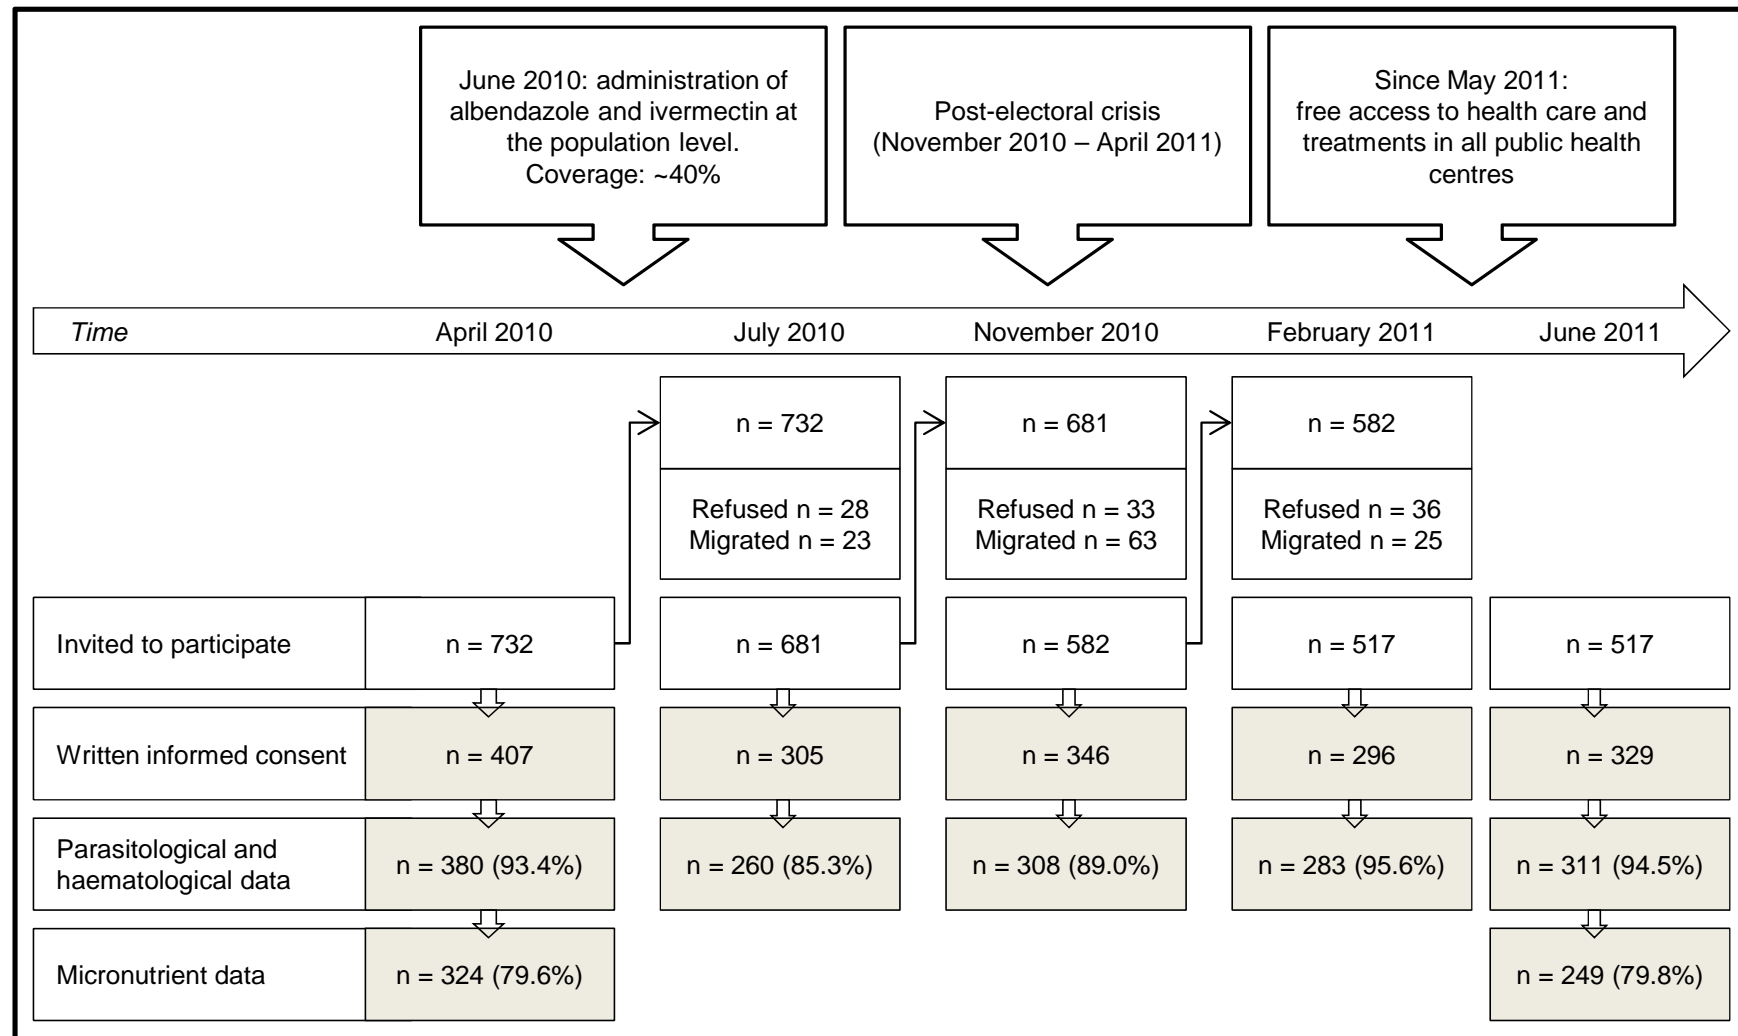 June 2010: administration of
albendazole and ivermectin at
the population level.
Coverage: ~40%
Post-electoral crisis
(November 2010 – April 2011)
Since May 2011:
free access to health care and
treatments in all public health
centres
Time
April 2010
July 2010
November 2010
February 2011
June 2011
n = 732
n = 681
n = 582
Refused n = 28
Migrated n = 23
Refused n = 33
Migrated n = 63
Refused n = 36
Migrated n = 25
Invited to participate
n = 732
n = 681
n = 582
n = 517
n = 517
Written informed consent
n = 407
n = 305
n = 346
n = 296
n = 329
Parasitological and
haematological data
n = 380 (93.4%)
n = 260 (85.3%)
n = 308 (89.0%)
n = 283 (95.6%)
n = 311 (94.5%)
Micronutrient data
n = 324 (79.6%)
n = 249 (79.8%)